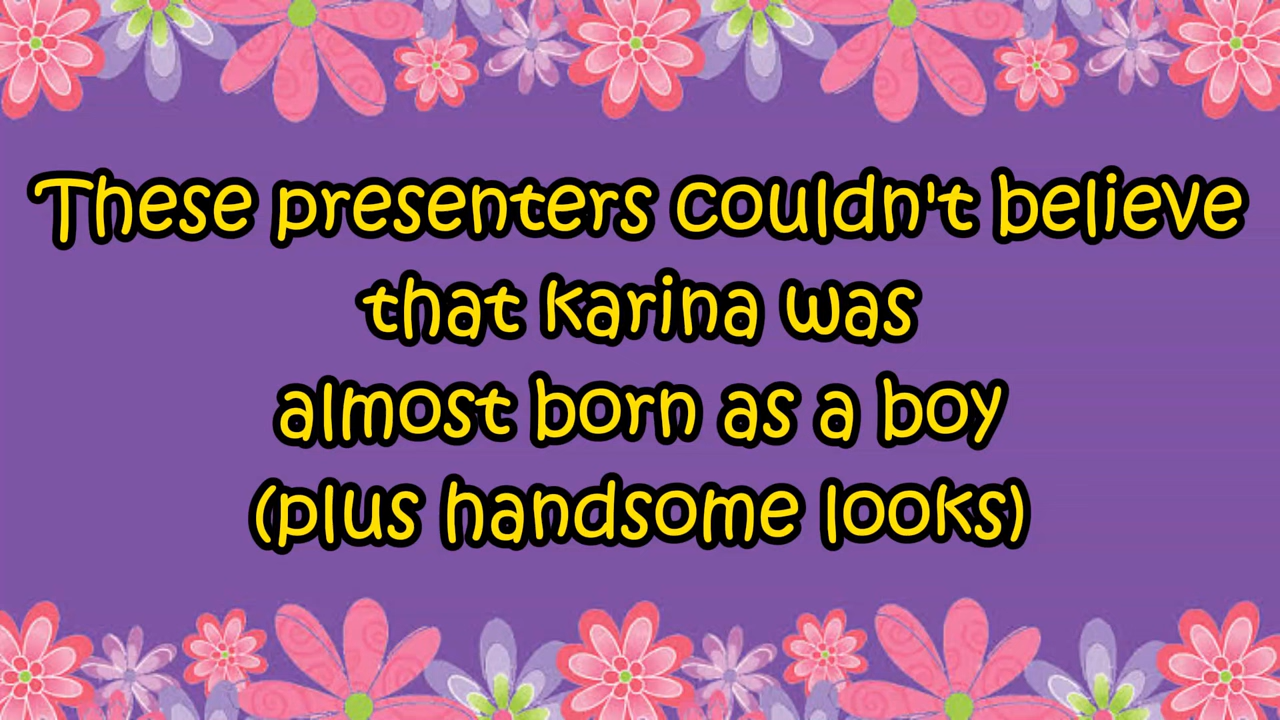 These presenters couldn't believe
that karina was
almost born as a boy
(plus handsome looks)